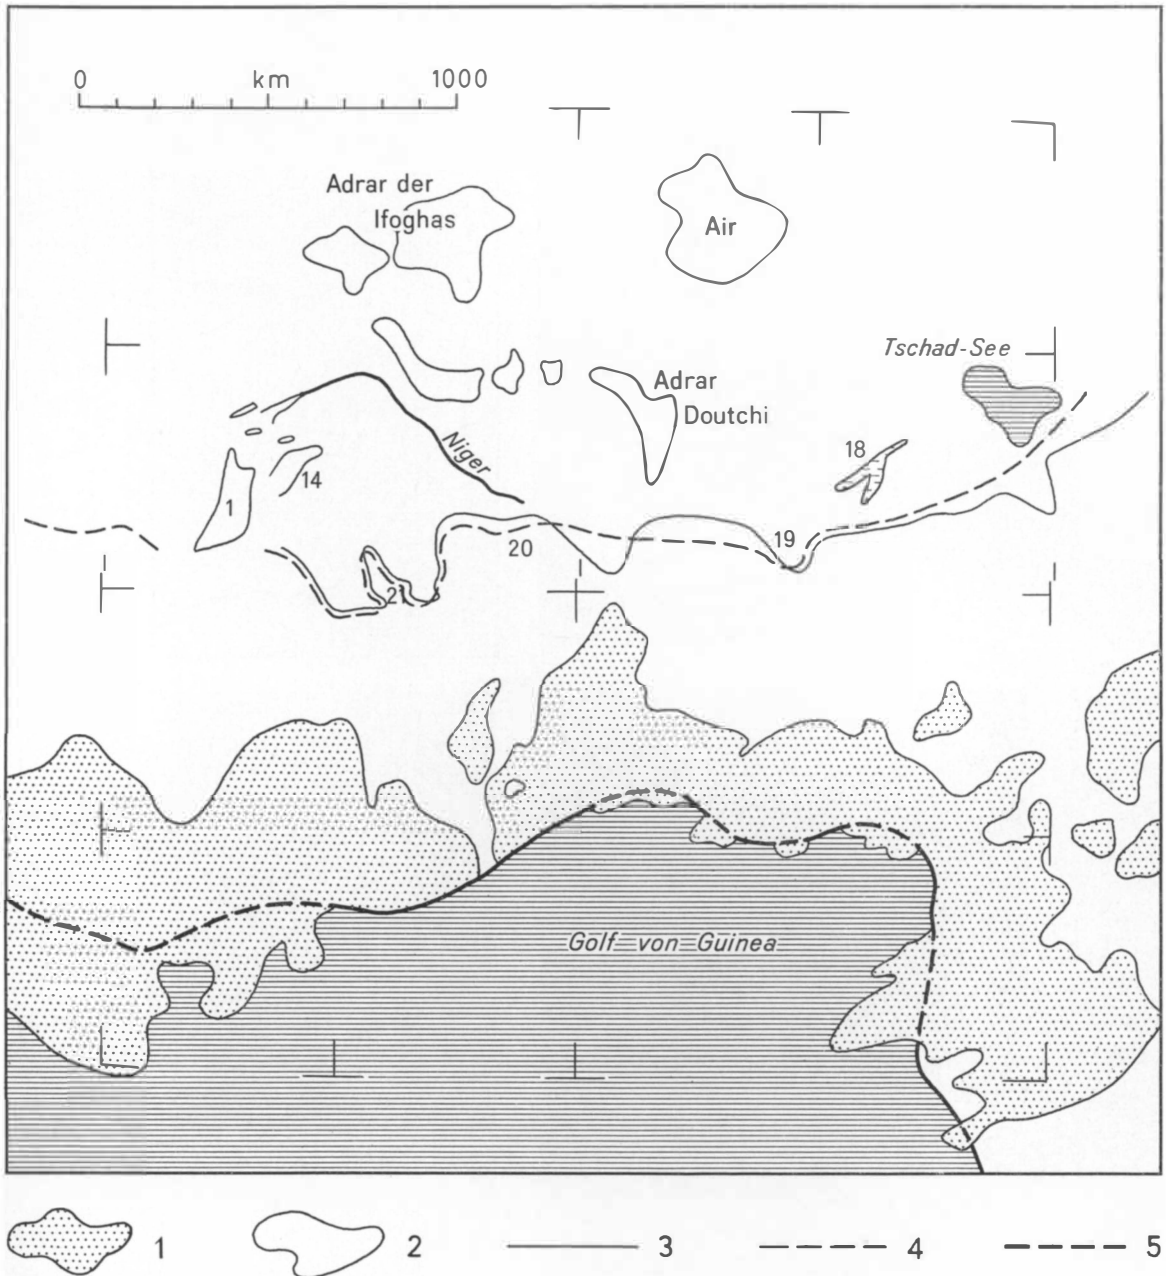 0 km 1000
Adrar der
Ifoghas
Air
Tschad-See
Adrar
Doutchi
Niger
18
14
1
19
20
2
Golf von Guinea
1 2 3 4 5